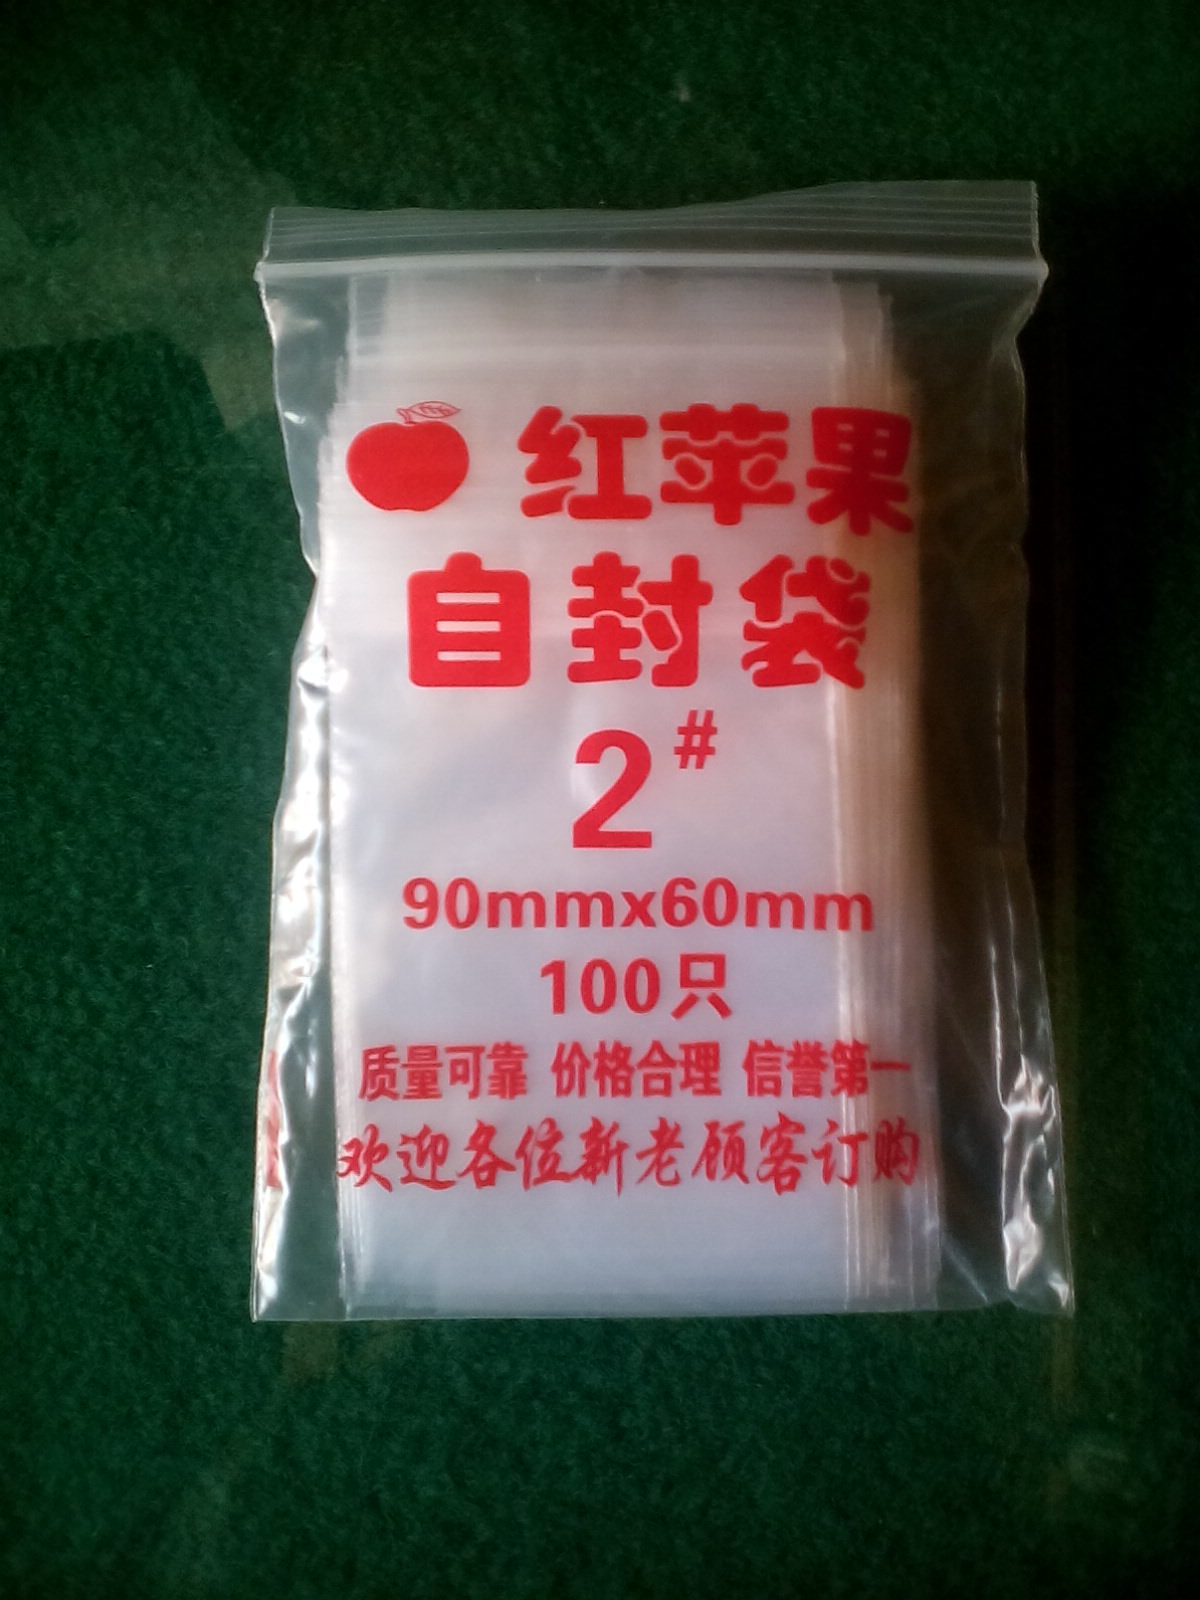 红苹果
自封袋
2#
90mmx60mm
100只
质量可靠 价格合理 信誉第一
欢迎各位新老顾客订购